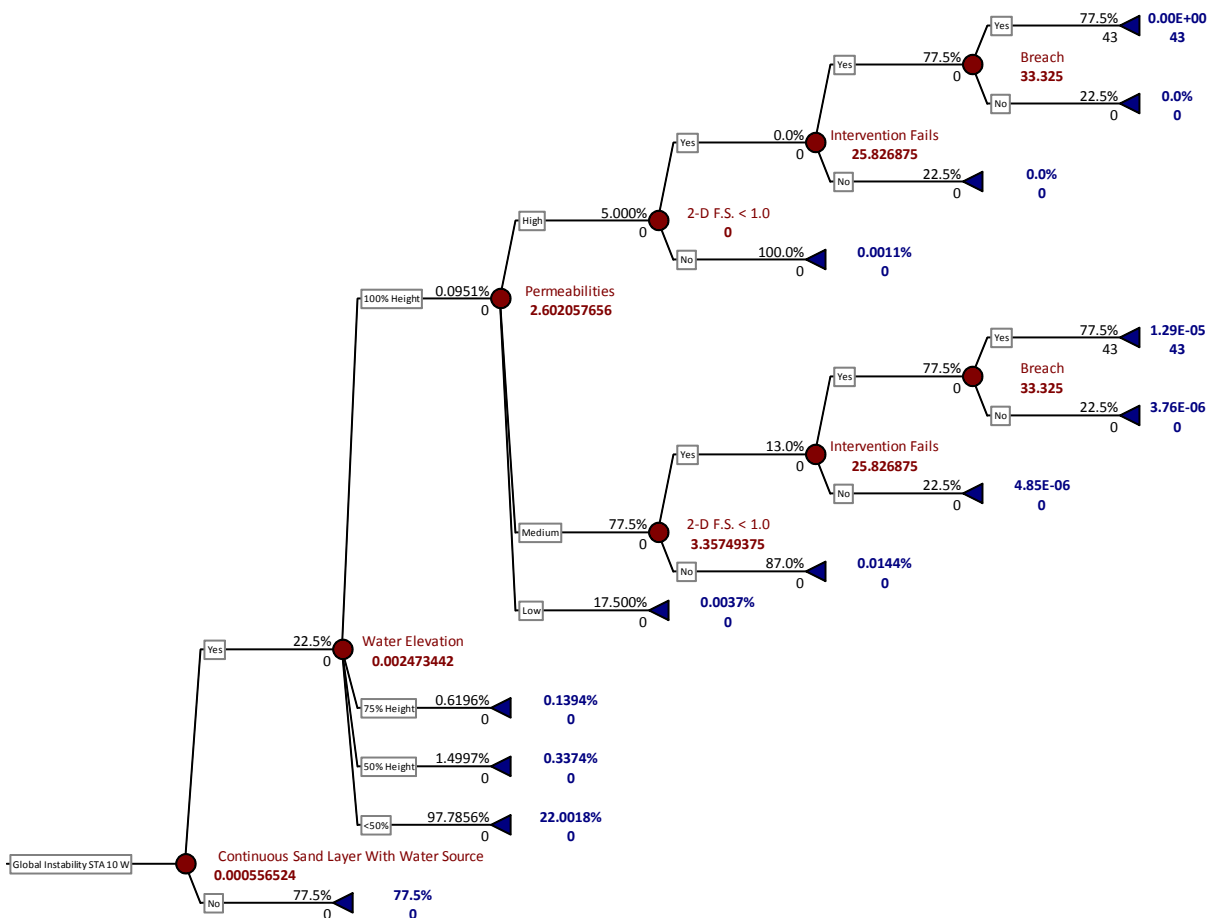 Yes 77.5% 0.00E+00
43 43
Yes 77.5% Breach
0 33.325
No 22.5% 0.0%
0 0
Yes 0.0% Intervention Fails
0 25.826875
No 22.5% 0.0%
0 0
High 5.000% 2-D F.S. < 1.0
0 0
No 100.0% 0.0011%
0 0
100% Height 0.0951% Permeabilities
0 2.602057656
Yes 77.5% 1.29E-05
43 43
Yes 77.5% Breach
0 33.325
No 22.5% 3.76E-06
0 0
Yes 13.0% Intervention Fails
0 25.826875
No 22.5% 4.85E-06
0 0
Medium 77.5% 2-D F.S. < 1.0
0 3.35749375
No 87.0% 0.0144%
0 0
Low 17.500% 0.0037%
0 0
Yes 22.5% Water Elevation
0 0.002473442
75% Height 0.6196% 0.1394%
0 0
50% Height 1.4997% 0.3374%
0 0
<50% 97.7856% 22.0018%
0 0
Global Instability STA 10 W Continuous Sand Layer With Water Source
0.000556524
No 77.5% 77.5%
0 0